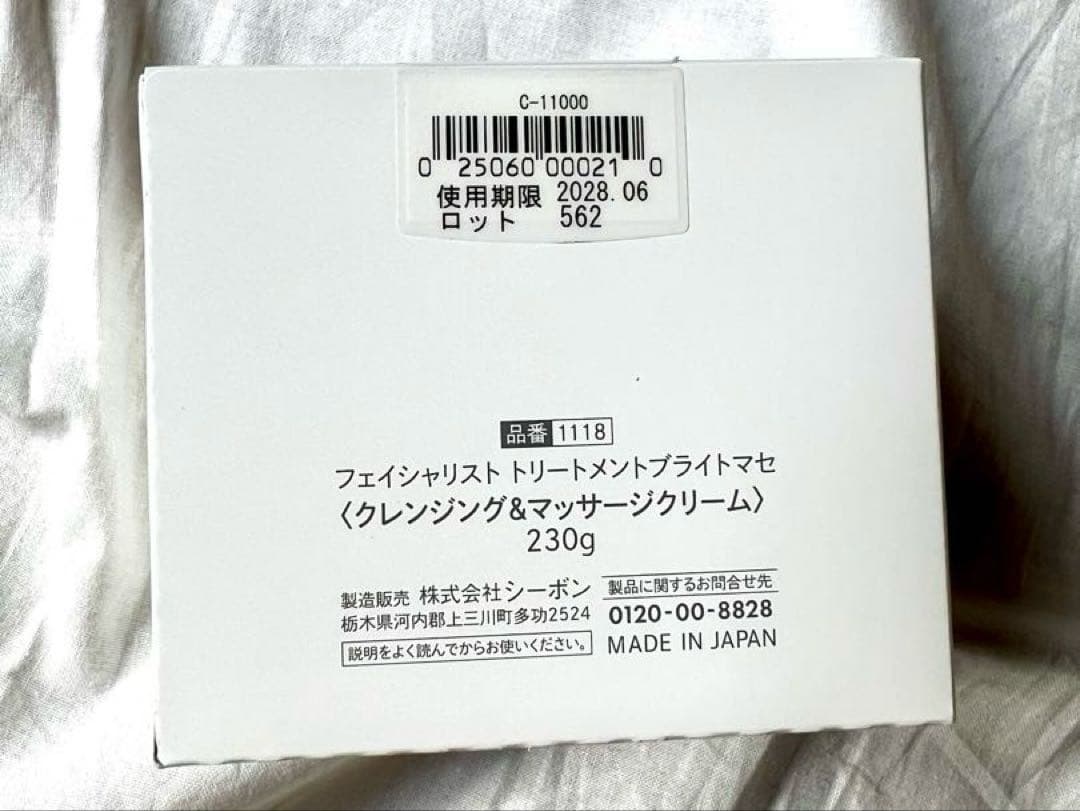 C-11000
0 25060 00021 0
使用期限 2028.06
ロット 562
品番 1118
フェイシャリスト トリートメントブライトマセ
〈クレンジング&マッサージクリーム〉
230g
製造販売 株式会社シーボン
栃木県河内郡上三川町多功2524
説明をよく読んでからお使いください。
製品に関するお問合せ先
0120-00-8828
MADE IN JAPAN